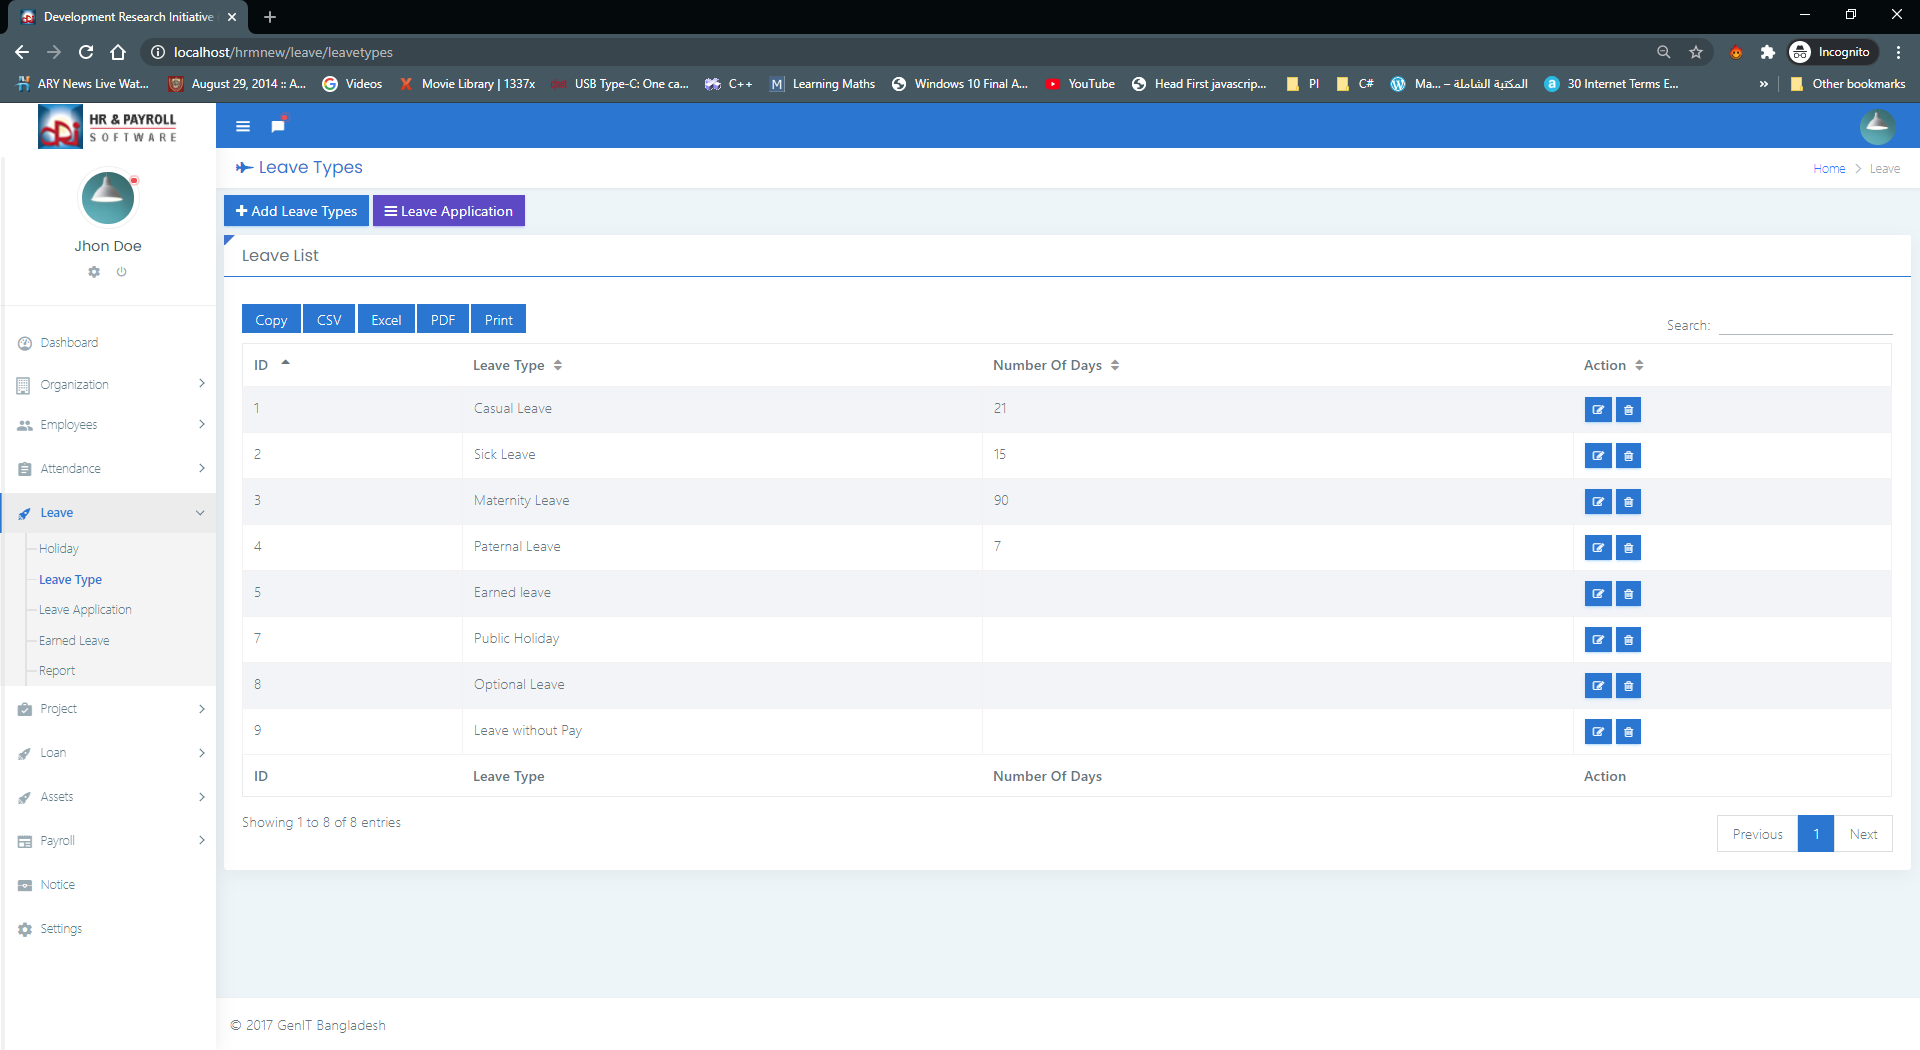 Development Research Initiative
localhost/hrmnew/leave/leavetypes
Incognito
ARY News Live Wat...
August 29, 2014 :: A...
Videos
Movie Library | 1337x
USB Type-C: One ca...
C++
Learning Maths
Windows 10 Final A...
YouTube
Head First javascrip...
PI
C#
Ma... – المكتبة الشاملة
30 Internet Terms E...
»
Other bookmarks
HR & PAYROLL
SOFTWARE
Leave Types
Home > Leave
Jhon Doe
Add Leave Types
Leave Application
Leave List
Copy CSV Excel PDF Print
Search:
ID Leave Type Number Of Days Action
1 Casual Leave 21
2 Sick Leave 15
3 Maternity Leave 90
4 Paternal Leave 7
5 Earned leave
7 Public Holiday
8 Optional Leave
9 Leave without Pay
ID Leave Type Number Of Days Action
Showing 1 to 8 of 8 entries
Previous 1 Next
Dashboard
Organization
Employees
Attendance
Leave
Holiday
Leave Type
Leave Application
Earned Leave
Report
Project
Loan
Assets
Payroll
Notice
Settings
© 2017 GenIT Bangladesh